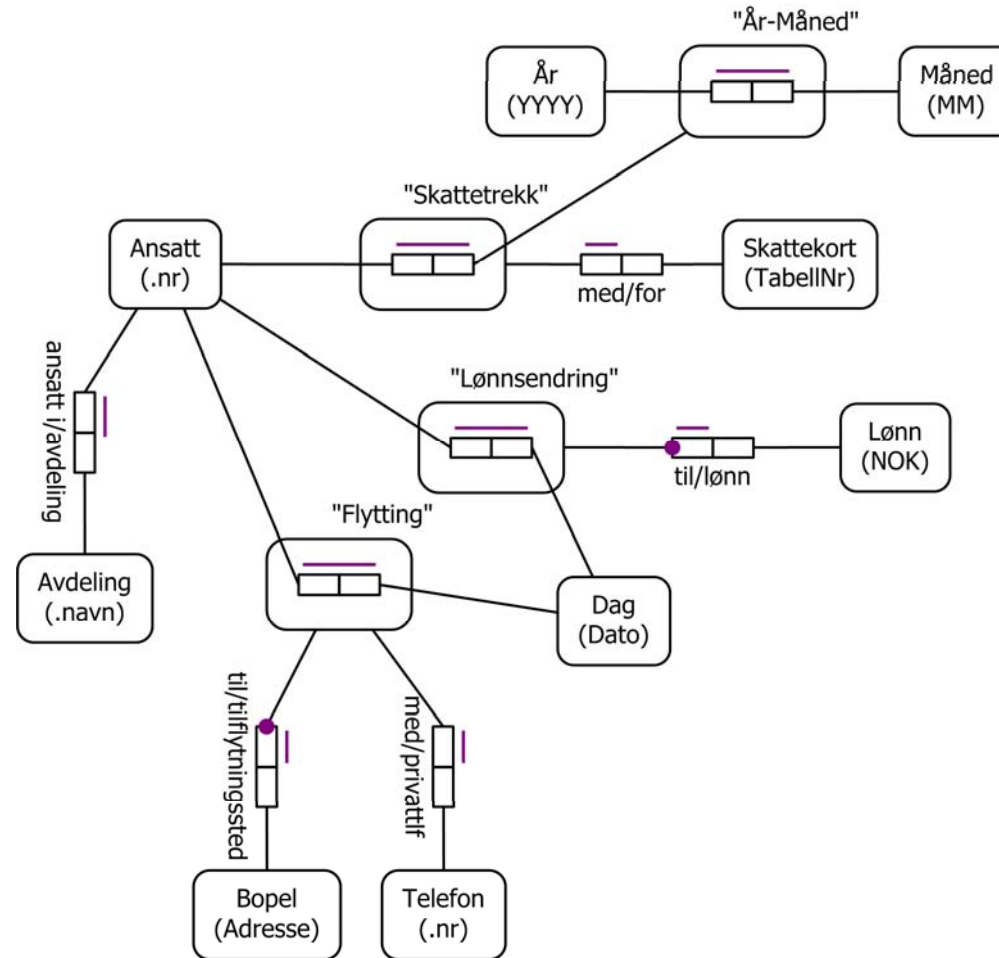 "År-Måned"
År
(YYYY)
Måned
(MM)
"Skattetrekk"
Ansatt
(.nr)
med/for
Skattekort
(TabellNr)
ansatt i/avdeling
"Lønnsendring"
til/lønn
Lønn
(NOK)
"Flytting"
Avdeling
(.navn)
Dag
(Dato)
til/tilflytningssted
med/privattlf
Bopel
(Adresse)
Telefon
(.nr)